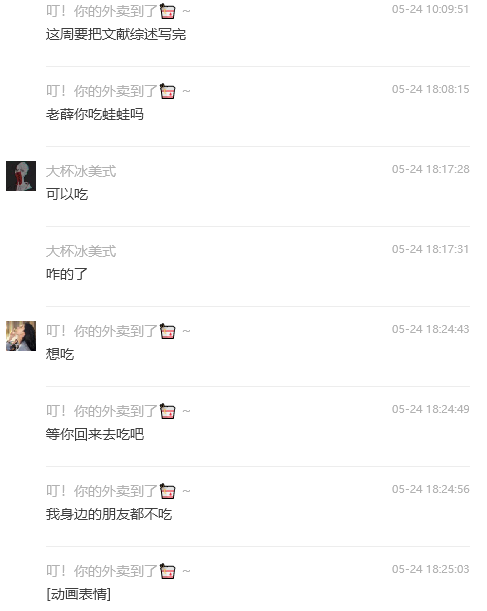 叮！你的外卖到了 ~ 05-24 10:09:51
这周要把文献综述写完
叮！你的外卖到了 ~ 05-24 18:08:15
老薛你吃蛙蛙吗
大杯冰美式 05-24 18:17:28
可以吃
大杯冰美式 05-24 18:17:31
咋的了
叮！你的外卖到了 ~ 05-24 18:24:43
想吃
叮！你的外卖到了 ~ 05-24 18:24:49
等你回来去吃吧
叮！你的外卖到了 ~ 05-24 18:24:56
我身边的朋友都不吃
叮！你的外卖到了 ~ 05-24 18:25:03
[动画表情]